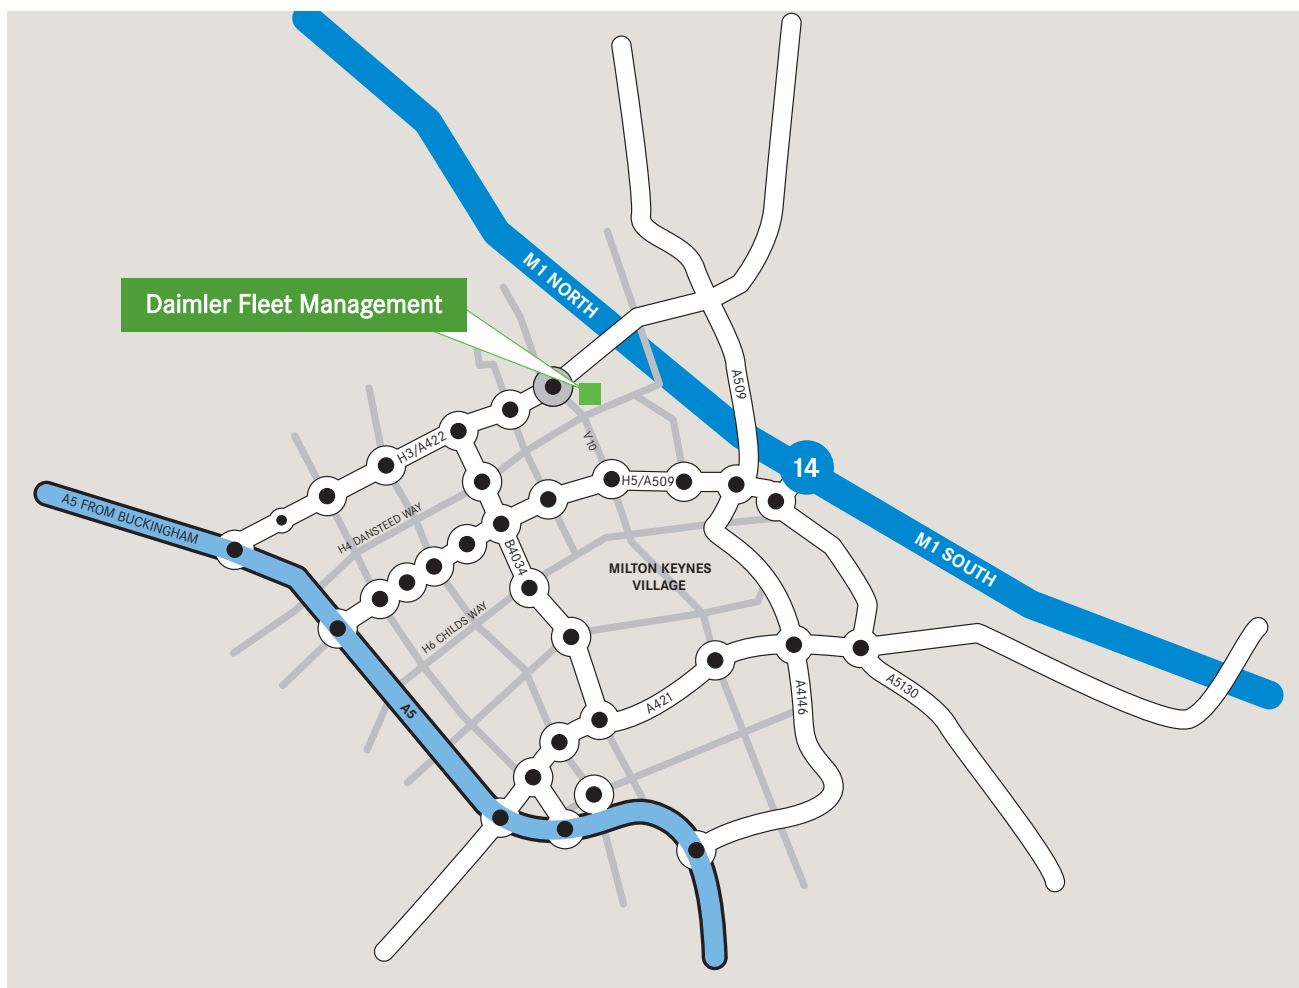 M1 NORTH
Daimler Fleet Management
A509
V10
H3/A422
14
H5/A509
A5 FROM BUCKINGHAM
H4 DANSTEED WAY
B4034
M1 SOUTH
MILTON KEYNES
VILLAGE
H6 CHILDS WAY
A5
A421
A4146
A5130